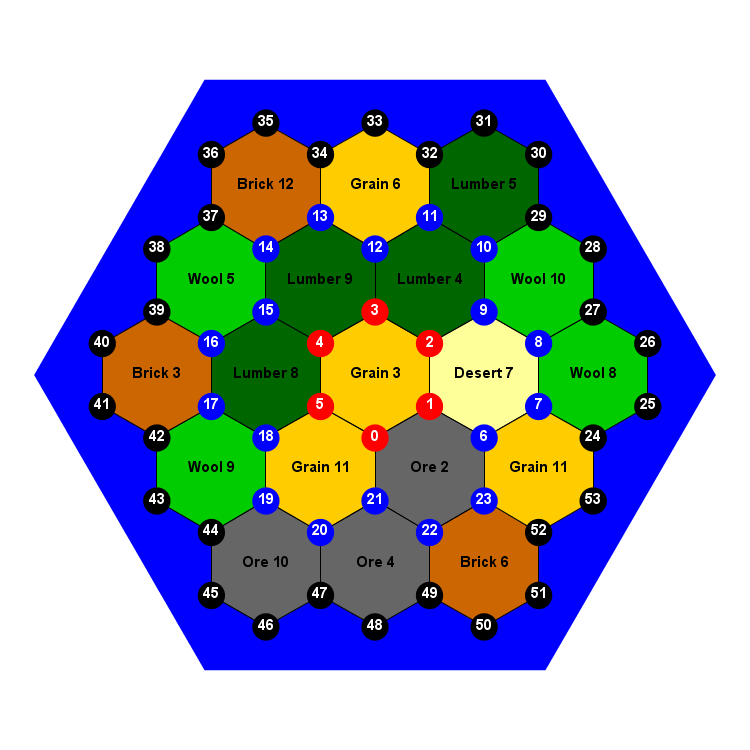 35 33 31
36 34 32 30
Brick 12 Grain 6 Lumber 5
37 13 11 29
38 14 12 10 28
Wool 5 Lumber 9 Lumber 4 Wool 10
39 15 3 9 27
40 16 4 2 8 26
Brick 3 Lumber 8 Grain 3 Desert 7 Wool 8
41 17 5 1 7 25
42 18 0 6 24
Wool 9 Grain 11 Ore 2 Grain 11
43 19 21 23 53
44 20 22 52
Ore 10 Ore 4 Brick 6
45 47 49 51
46 48 50